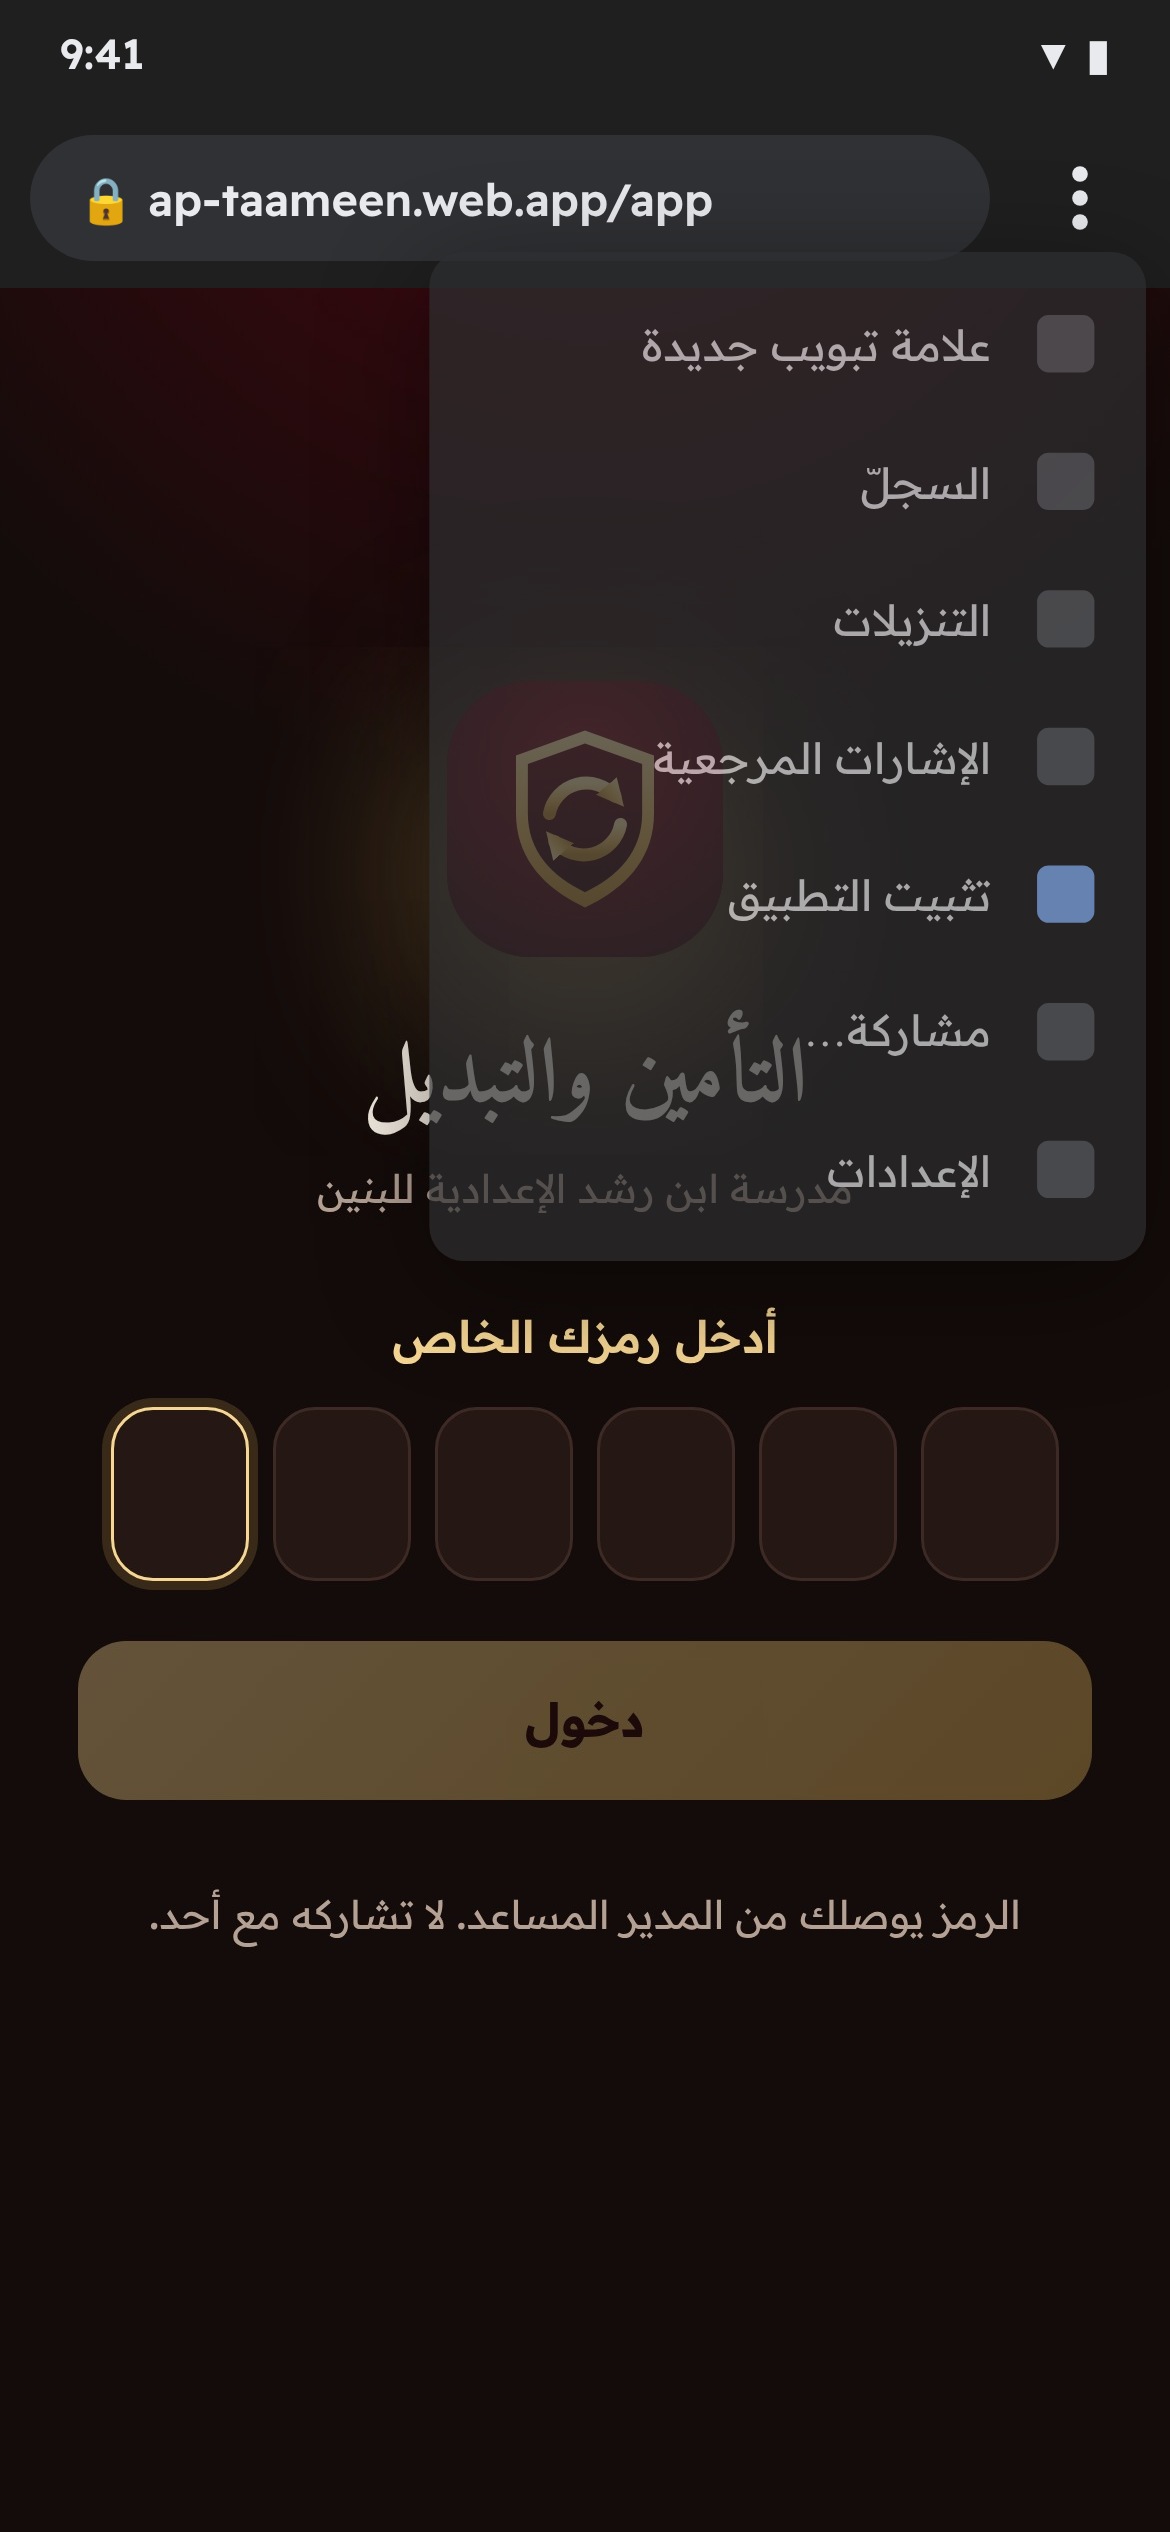 9:41
ap-taameen.web.app/app
علامة تبويب جديدة
السجلّ
التنزيلات
الإشارات المرجعية
تثبيت التطبيق
مشاركة...
الإعدادات
التأمين والتبديل
مدرسة ابن رشد الإعدادية للبنين
أدخل رمزك الخاص
دخول
الرمز يوصلك من المدير المساعد. لا تشاركه مع أحد.